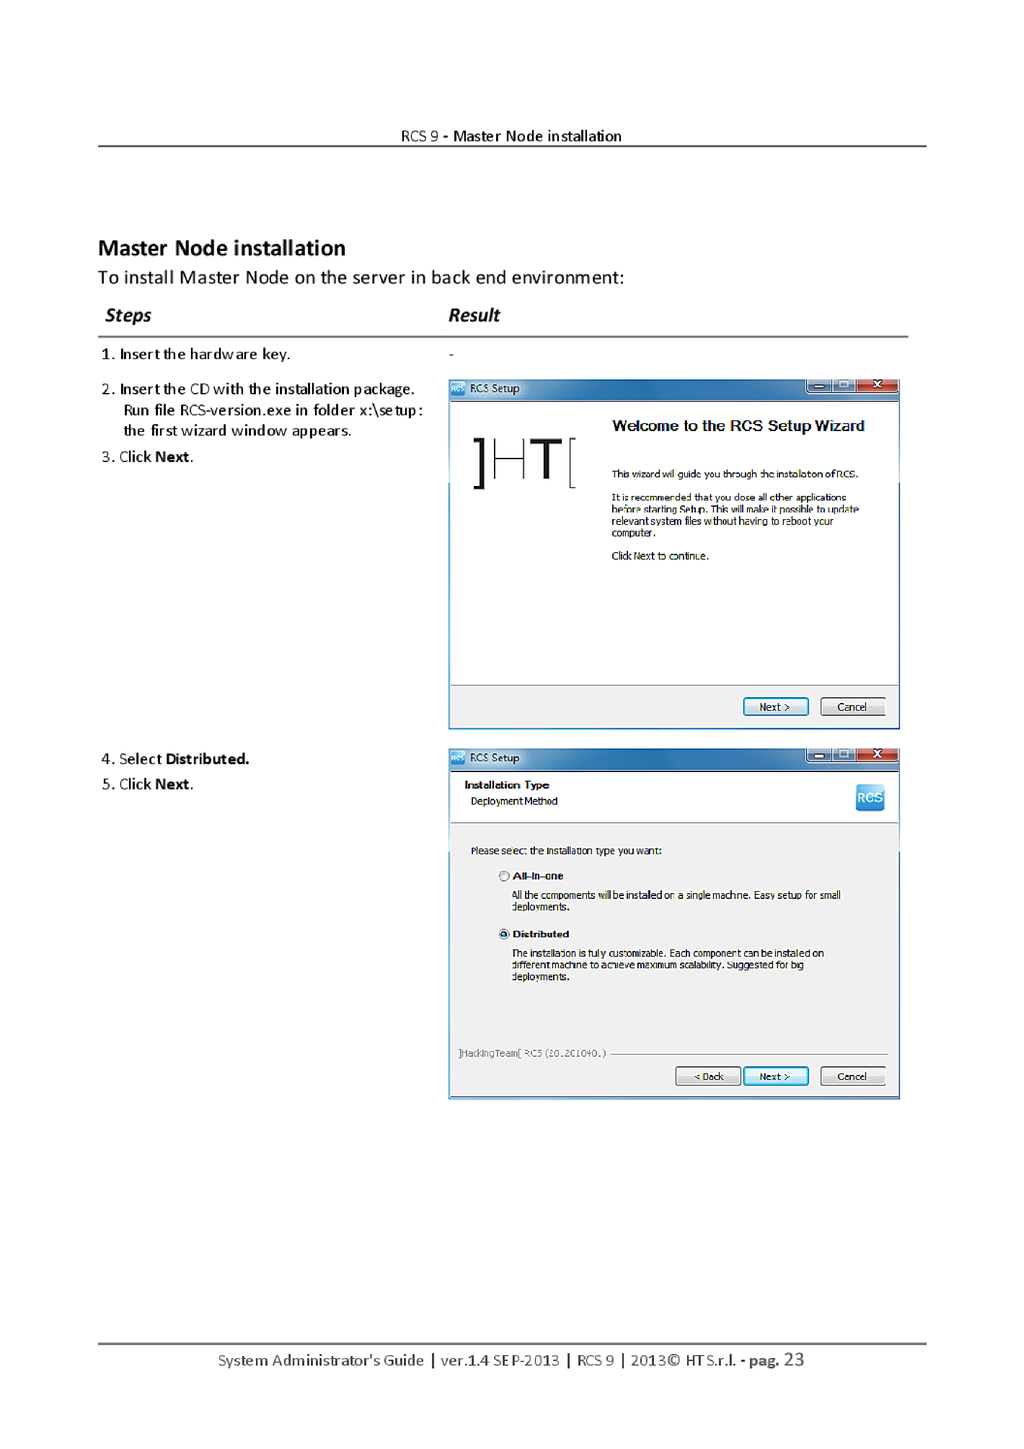 RCS 9 - Master Node installation
Master Node installation
To install Master Node on the server in back end environment:
Steps Result
1. Insert the hardware key. -
2. Insert the CD with the installation package.
Run file RCS-version.exe in folder x:\setup:
the first wizard window appears.
3. Click Next.
RCS RCS Setup
]HT[
Welcome to the RCS Setup Wizard
This wizard will guide you through the installation of RCS.
It is recommended that you close all other applications
before starting Setup. This will make it possible to update
relevant system files without having to reboot your
computer.
Click Next to continue.
Next > Cancel
4. Select Distributed.
5. Click Next.
RCS RCS Setup
Installation Type
Deployment Method
RCS
Please select the installation type you want:
All-in-one
All the components will be installed on a single machine. Easy setup for small
deployments.
Distributed
The installation is fully customizable. Each component can be installed on
different machine to achieve maximum scalability. Suggested for big
deployments.
]HackingTeam[ RCS
< Back Next > Cancel
System Administrator's Guide | ver.1.4 SEP-2013 | RCS 9 | 2013© HT S.r.l. - pag. 23